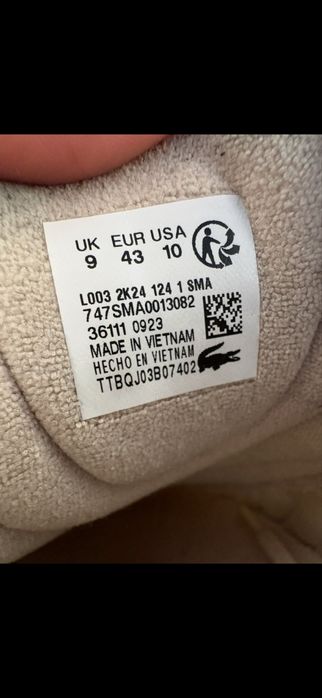 UK EUR USA
9 43 10
L003 2K24 124 1 SMA
747SMA0013082
36111 0923
MADE IN VIETNAM
HECHO EN VIETNAM
TTBQJ03B07402